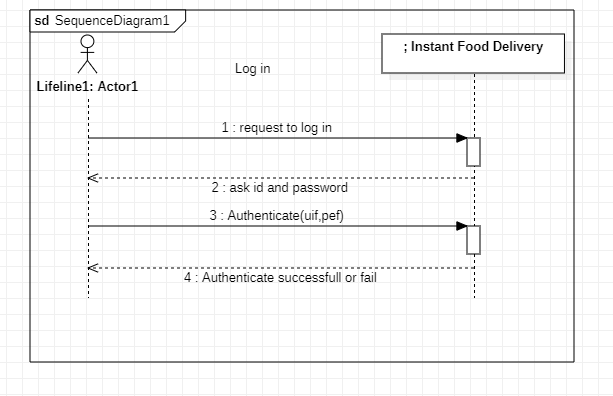 sd SequenceDiagram1
Log in
; Instant Food Delivery
Lifeline1: Actor1
1 : request to log in
2 : ask id and password
3 : Authenticate(uif,pef)
4 : Authenticate successfull or fail